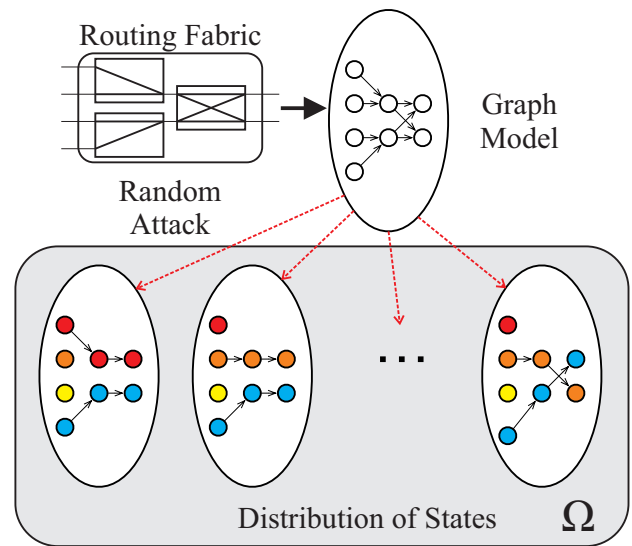 Routing Fabric
Graph
Model
Random
Attack
...
Distribution of States
Ω